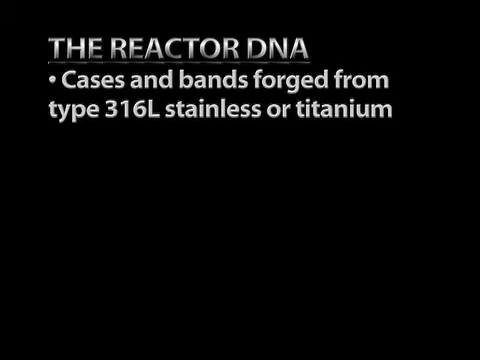 THE REACTOR DNA
• Cases and bands forged from
type 316L stainless or titanium